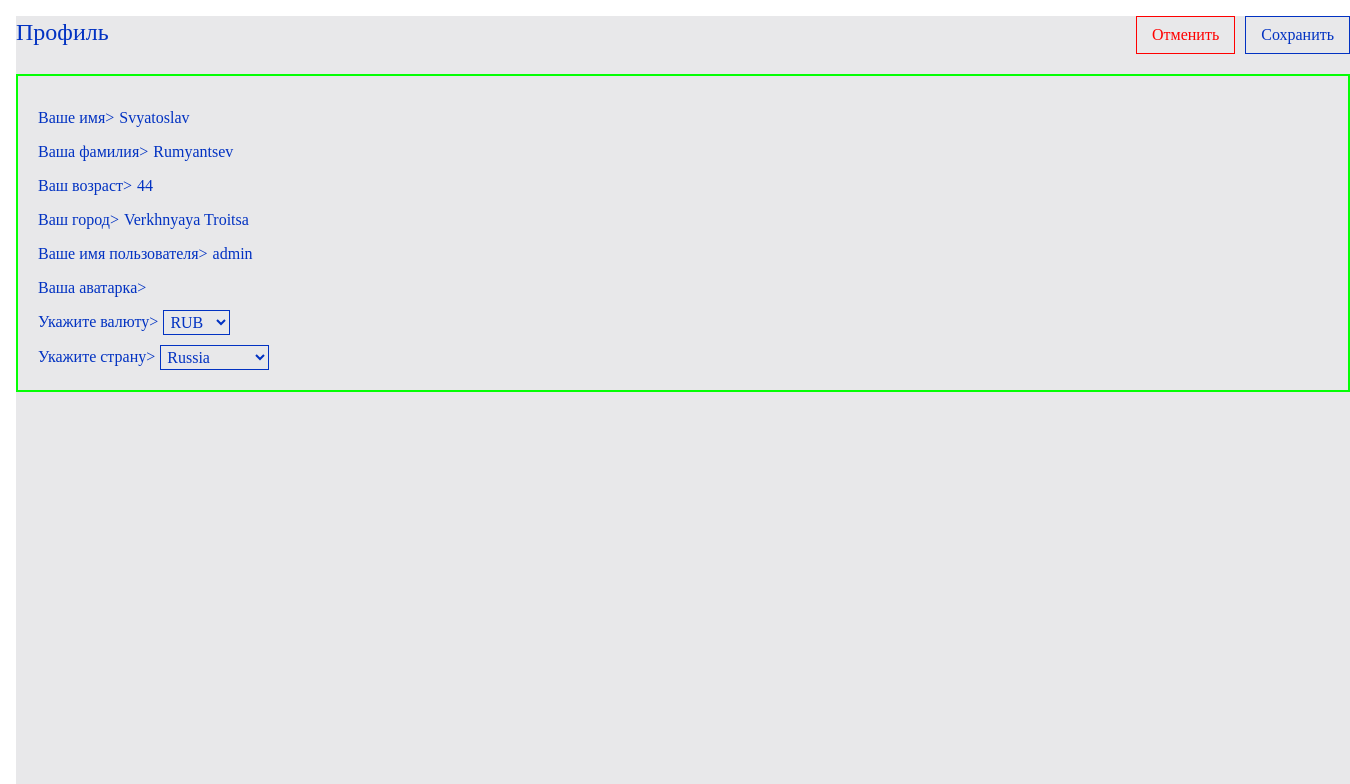 Профиль
Отменить
Сохранить
Ваше имя> Svyatoslav
Ваша фамилия> Rumyantsev
Ваш возраст> 44
Ваш город> Verkhnyaya Troitsa
Ваше имя пользователя> admin
Ваша аватарка>
Укажите валюту> RUB
Укажите страну> Russia